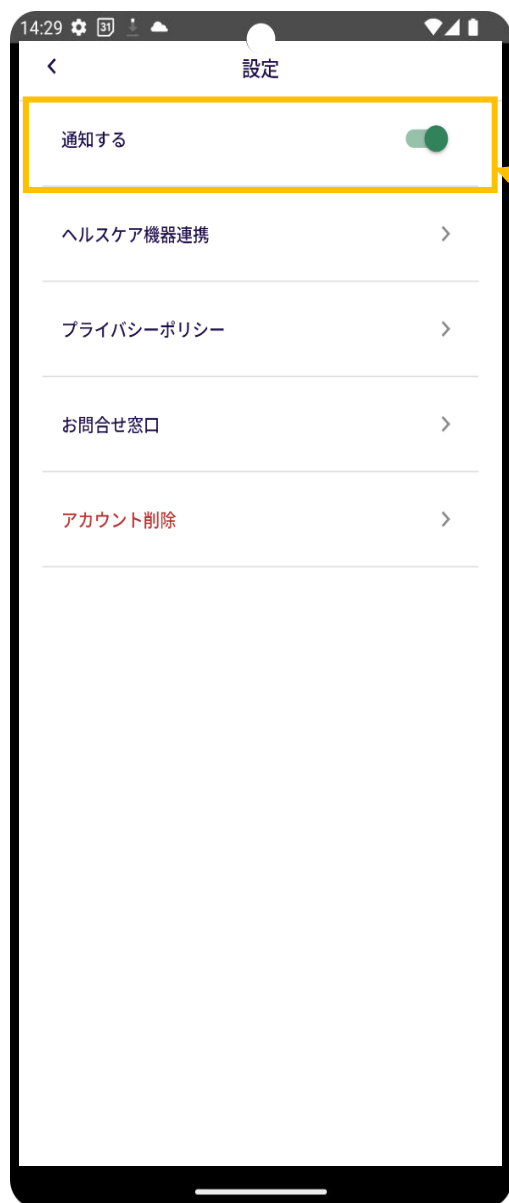 14:29 31
設定
通知する
ヘルスケア機器連携
プライバシーポリシー
お問合せ窓口
アカウント削除